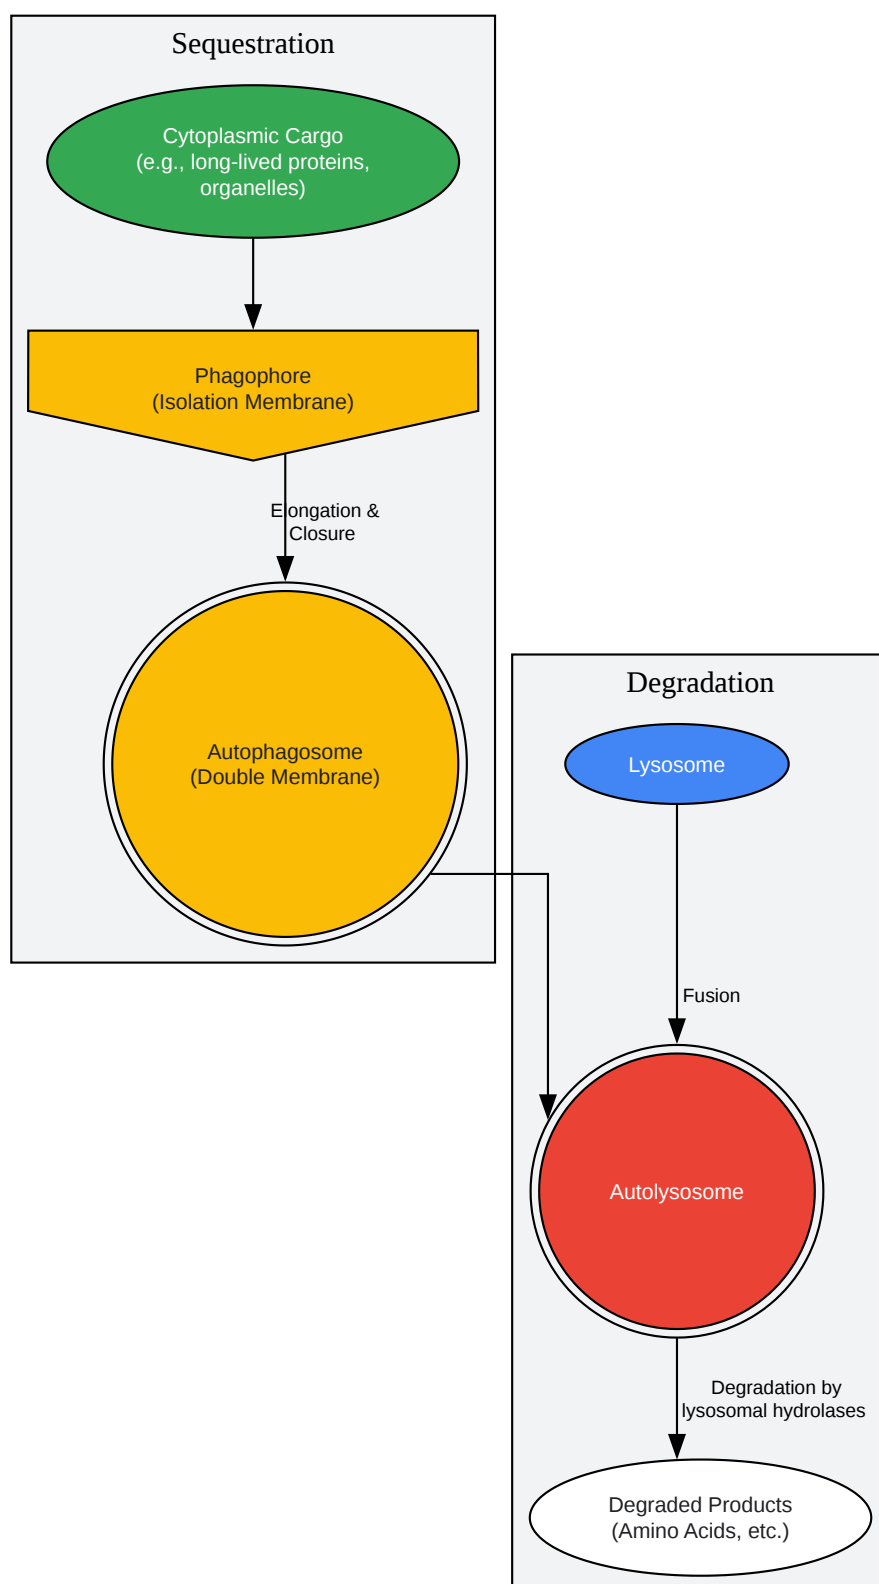 Sequestration
Cytoplasmic Cargo
(e.g., long-lived proteins,
organelles)
Phagophore
(Isolation Membrane)
Elongation &
Closure
Autophagosome
(Double Membrane)
Degradation
Lysosome
Fusion
Autolysosome
Degradation by
lysosomal hydrolases
Degraded Products
(Amino Acids, etc.)